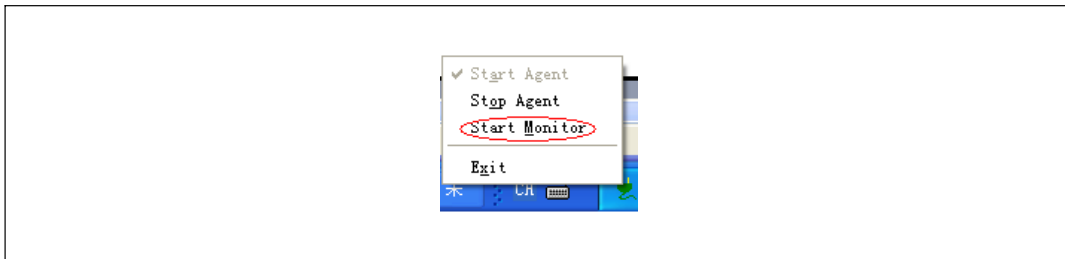 Start Agent
Stop Agent
Start Monitor
Exit
CH